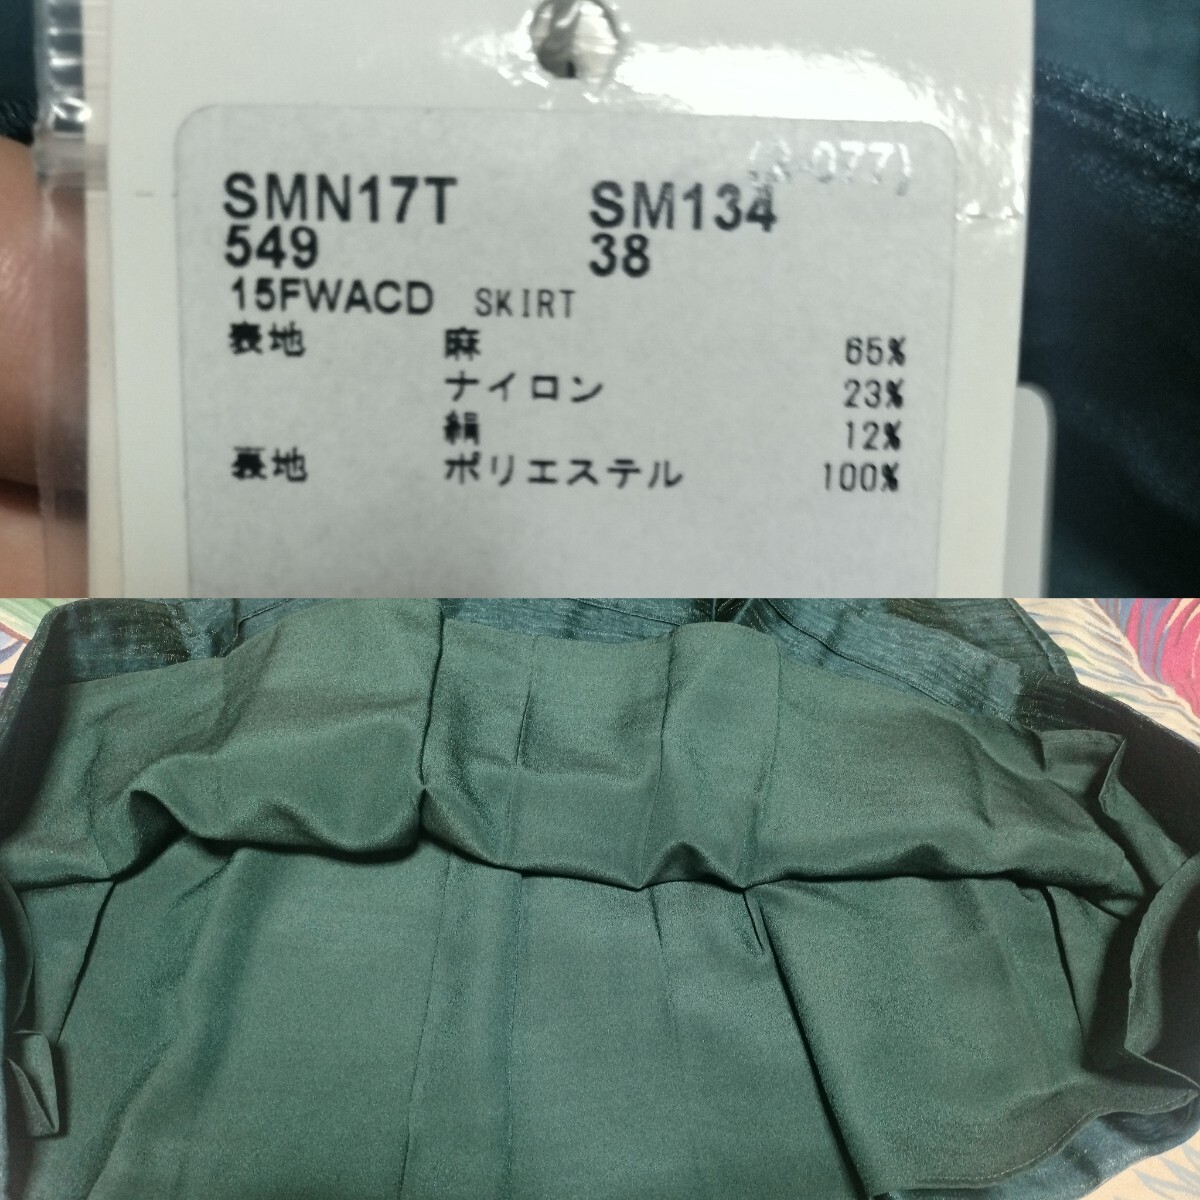 SMN17T SM134
549 38
15FWACD SKIRT
表地 麻 65%
ナイロン 23%
絹 12%
裏地 ポリエステル 100%